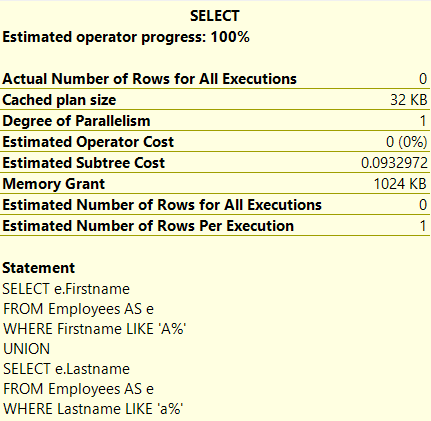 SELECT
Estimated operator progress: 100%
Actual Number of Rows for All Executions 0
Cached plan size 32 KB
Degree of Parallelism 1
Estimated Operator Cost 0 (0%)
Estimated Subtree Cost 0.0932972
Memory Grant 1024 KB
Estimated Number of Rows for All Executions 0
Estimated Number of Rows Per Execution 1
Statement
SELECT e.Firstname
FROM Employees AS e
WHERE Firstname LIKE 'A%'
UNION
SELECT e.Lastname
FROM Employees AS e
WHERE Lastname LIKE 'a%'